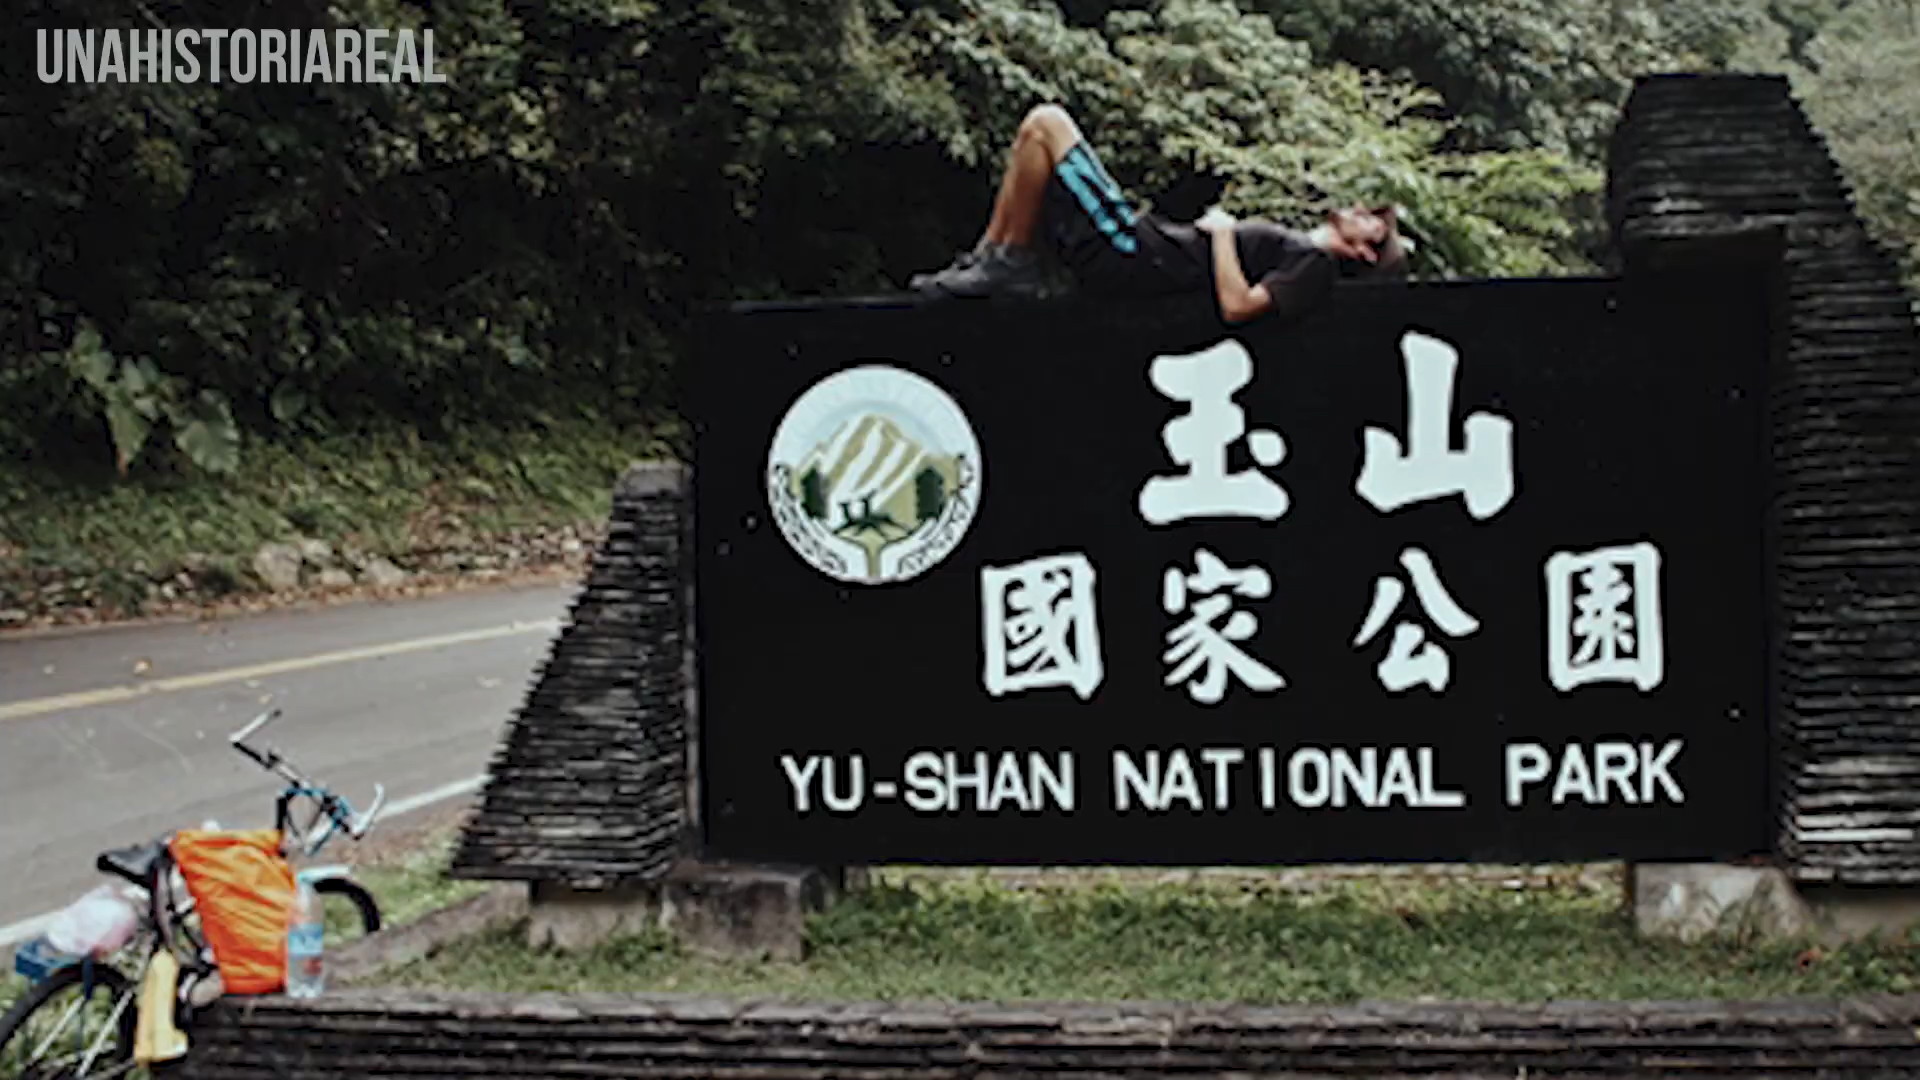 UNAHISTORIAREAL
玉山
國家公園
YU-SHAN NATIONAL PARK